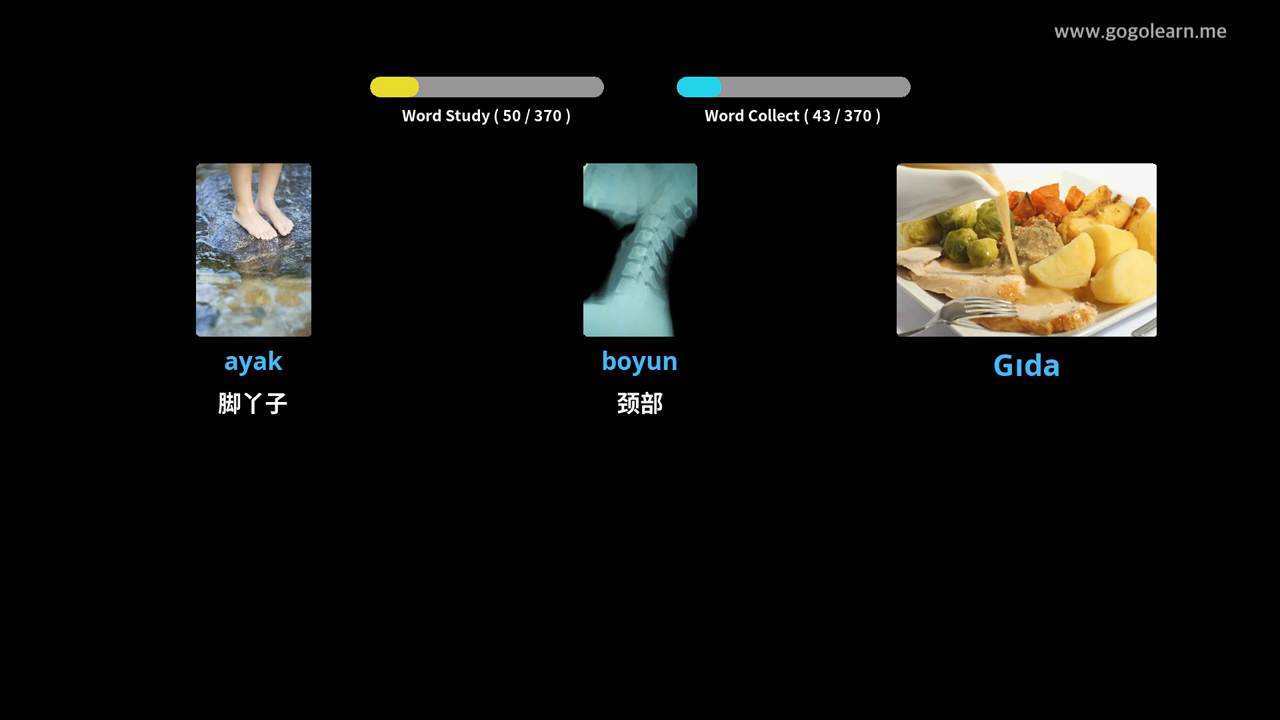 www.gogolearn.me
Word Study ( 50 / 370 )
Word Collect ( 43 / 370 )
ayak
boyun
Gıda
脚丫子
颈部